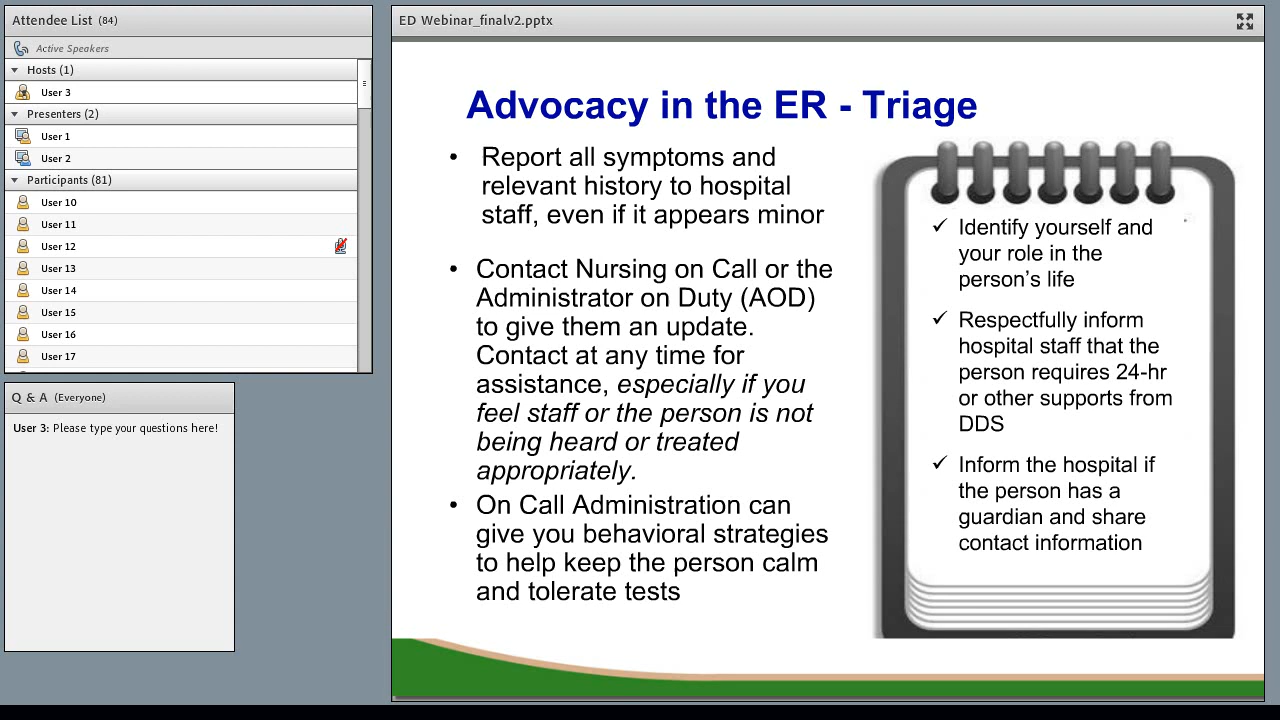 Attendee List (84)
Active Speakers
Hosts (1)
User 3
Presenters (2)
User 1
User 2
Participants (81)
User 10
User 11
User 12
User 13
User 14
User 15
User 16
User 17
Q & A (Everyone)
User 3: Please type your questions here!
ED Webinar_finalv2.pptx
Advocacy in the ER - Triage
• Report all symptoms and
relevant history to hospital
staff, even if it appears minor
• Contact Nursing on Call or the
Administrator on Duty (AOD)
to give them an update.
Contact at any time for
assistance, especially if you
feel staff or the person is not
being heard or treated
appropriately.
• On Call Administration can
give you behavioral strategies
to help keep the person calm
and tolerate tests
✓ Identify yourself and
your role in the
person’s life
✓ Respectfully inform
hospital staff that the
person requires 24-hr
or other supports from
DDS
✓ Inform the hospital if
the person has a
guardian and share
contact information